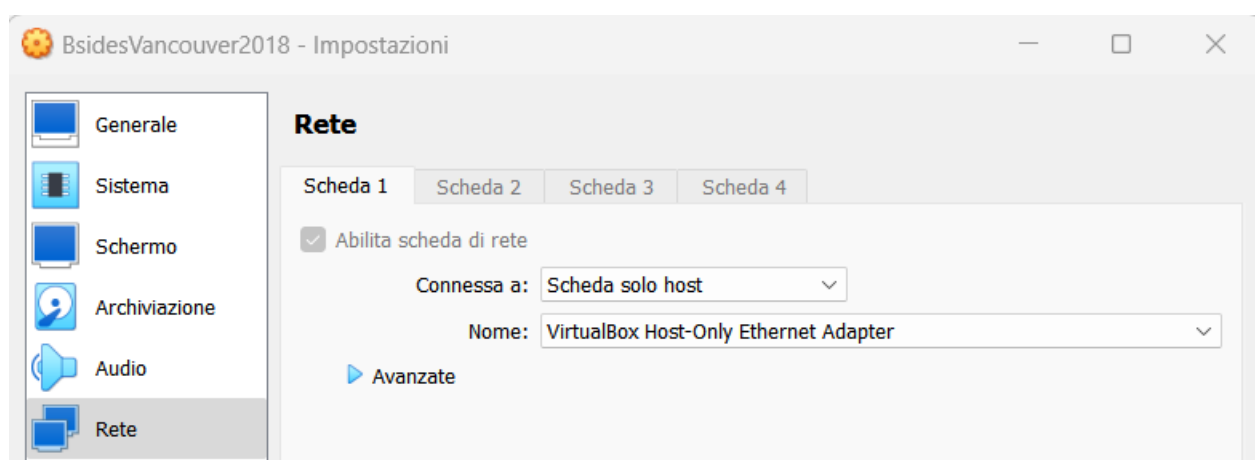 BsidesVancouver2018 - Impostazioni
Generale
Sistema
Schermo
Archiviazione
Audio
Rete
Rete
Scheda 1 Scheda 2 Scheda 3 Scheda 4
Abilita scheda di rete
Connessa a: Scheda solo host
Nome: VirtualBox Host-Only Ethernet Adapter
Avanzate